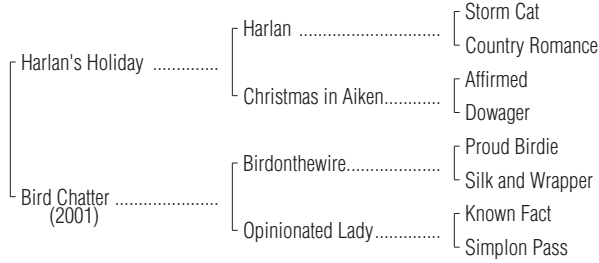 Storm Cat
Harlan ..............................
Country Romance
Harlan's Holiday ..............
Affirmed
Christmas in Aiken............
Dowager
Proud Birdie
Birdonthewire....................
Silk and Wrapper
Bird Chatter ......................
(2001)
Known Fact
Opinionated Lady..............
Simplon Pass